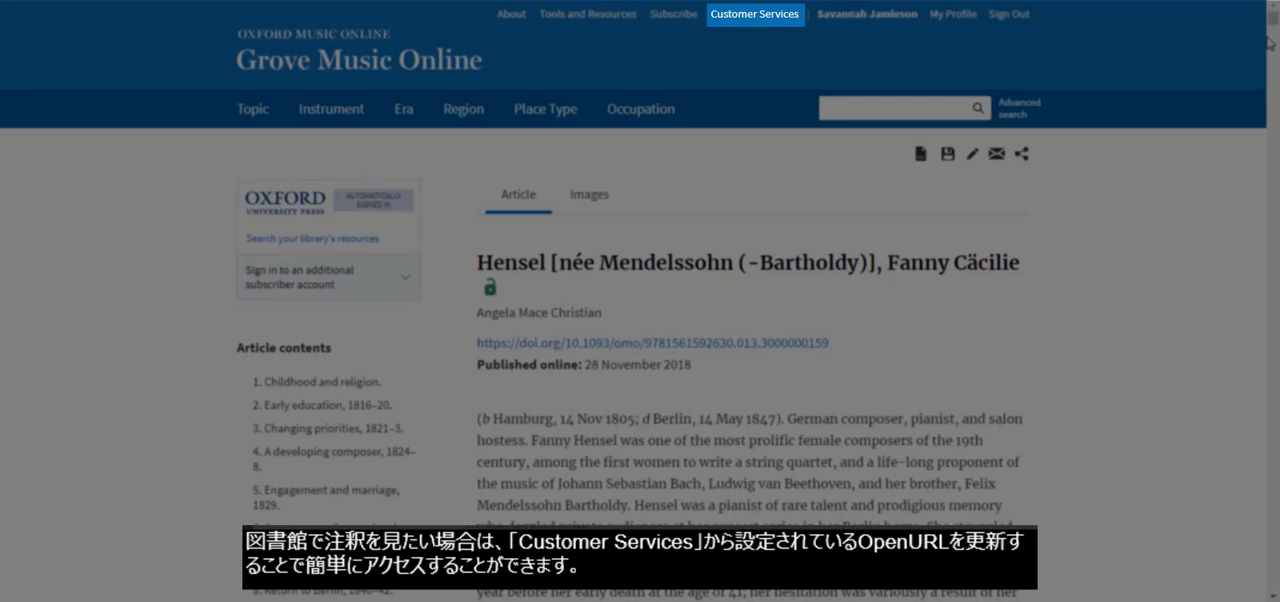 About Tools and Resources Subscribe Customer Services Savannah Jamieson My Profile Sign Out
OXFORD MUSIC ONLINE
Grove Music Online
Topic Instrument Era Region Place Type Occupation
Advanced
search
OXFORD
UNIVERSITY PRESS
AUTOMATICALLY
SIGNED IN
Search your library's resources
Sign in to an additional
subscriber account
Article contents
1. Childhood and religion.
2. Early education, 1816–20.
3. Changing priorities, 1821–3.
4. A developing composer, 1824–
8.
5. Engagement and marriage,
1829.
Article Images
Hensel [née Mendelssohn (-Bartholdy)], Fanny Cäcilie
Angela Mace Christian
https://doi.org/10.1093/omo/9781561592630.013.3000000159
Published online: 28 November 2018
(b Hamburg, 14 Nov 1805; d Berlin, 14 May 1847). German composer, pianist, and salon
hostess. Fanny Hensel was one of the most prolific female composers of the 19th
century, among the first women to write a string quartet, and a life-long proponent of
the music of Johann Sebastian Bach, Ludwig van Beethoven, and her brother, Felix
Mendelssohn Bartholdy. Hensel was a pianist of rare talent and prodigious memory
図書館で注釈を見たい場合は、「Customer Services」から設定されているOpenURLを更新す
ることで簡単にアクセスすることができます。
year before her early death at the age of 41; her hesitation was variously a result of her